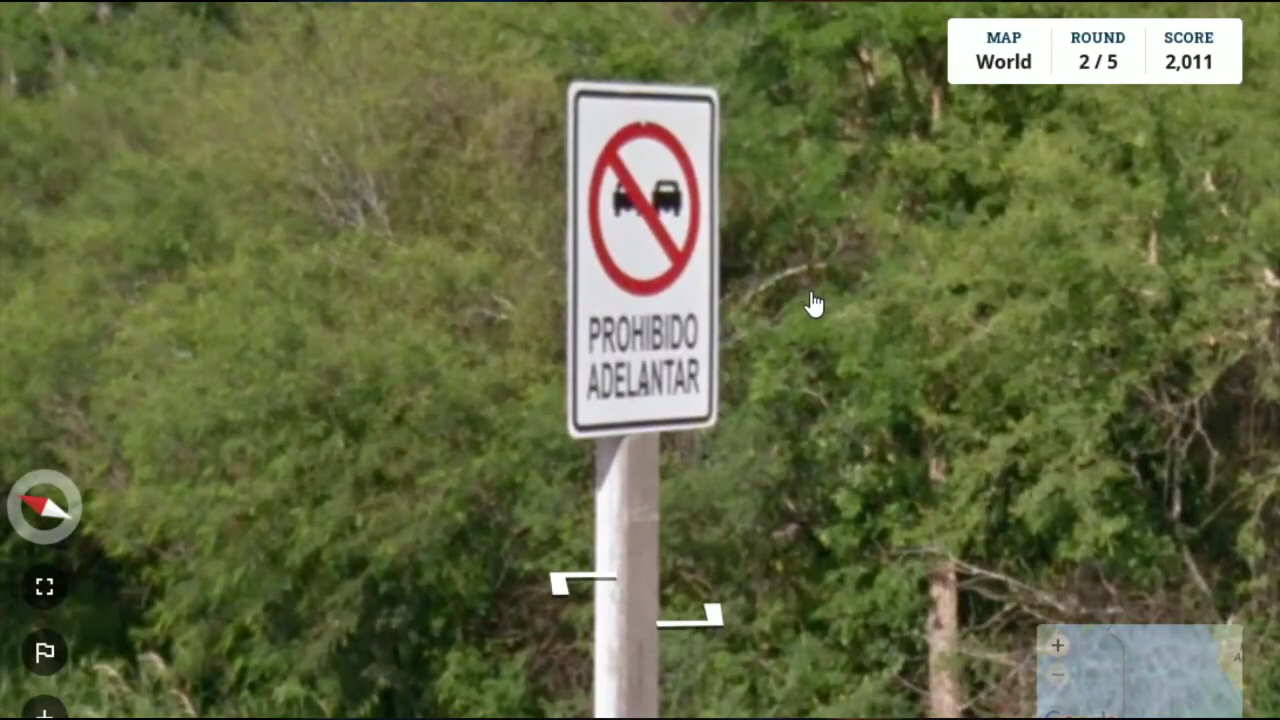 MAP
World
ROUND
2 / 5
SCORE
2,011
PROHIBIDO
ADELANTAR
A